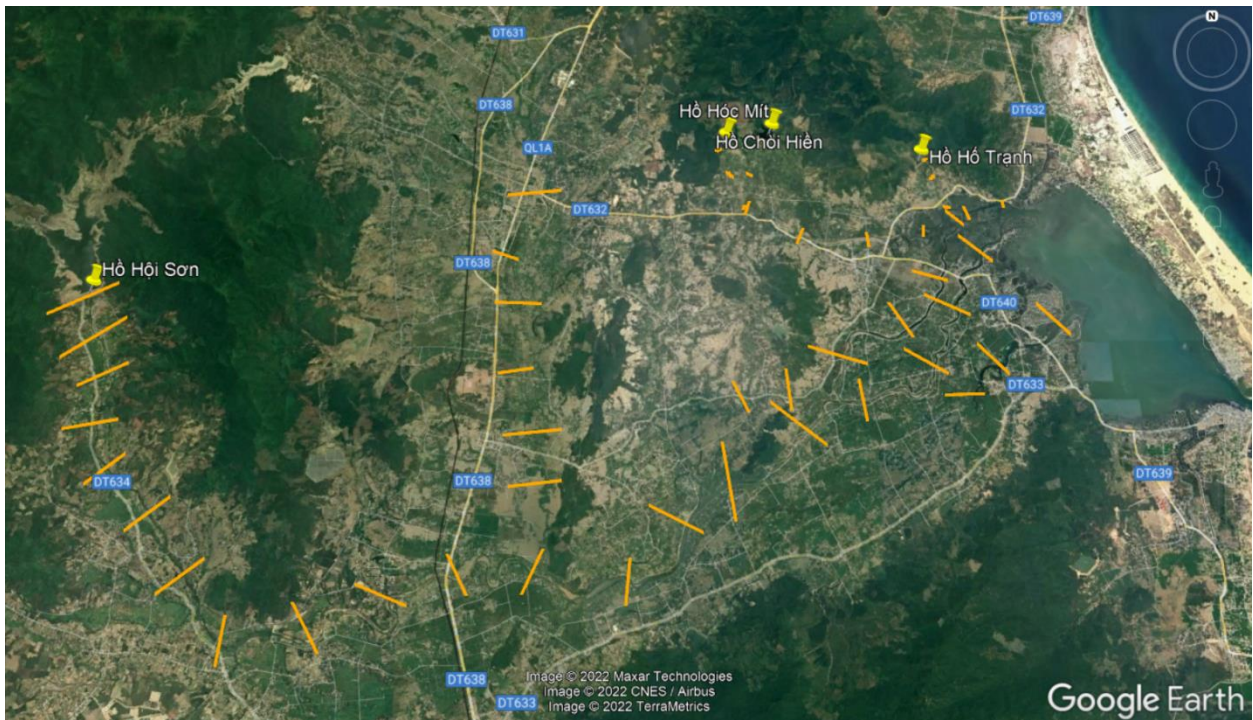 DT631
DT639
N
DT638
DT632
Hồ Hóc Mít
Hồ Chòi Hiền
QL1A
Hồ Hố Trạnh
DT632
DT638
Hồ Hội Sơn
DT640
DT633
DT634
DT638
DT639
DT638
DT633
Image © 2022 Maxar Technologies
Image © 2022 CNES / Airbus
Image © 2022 TerraMetrics
Google Earth